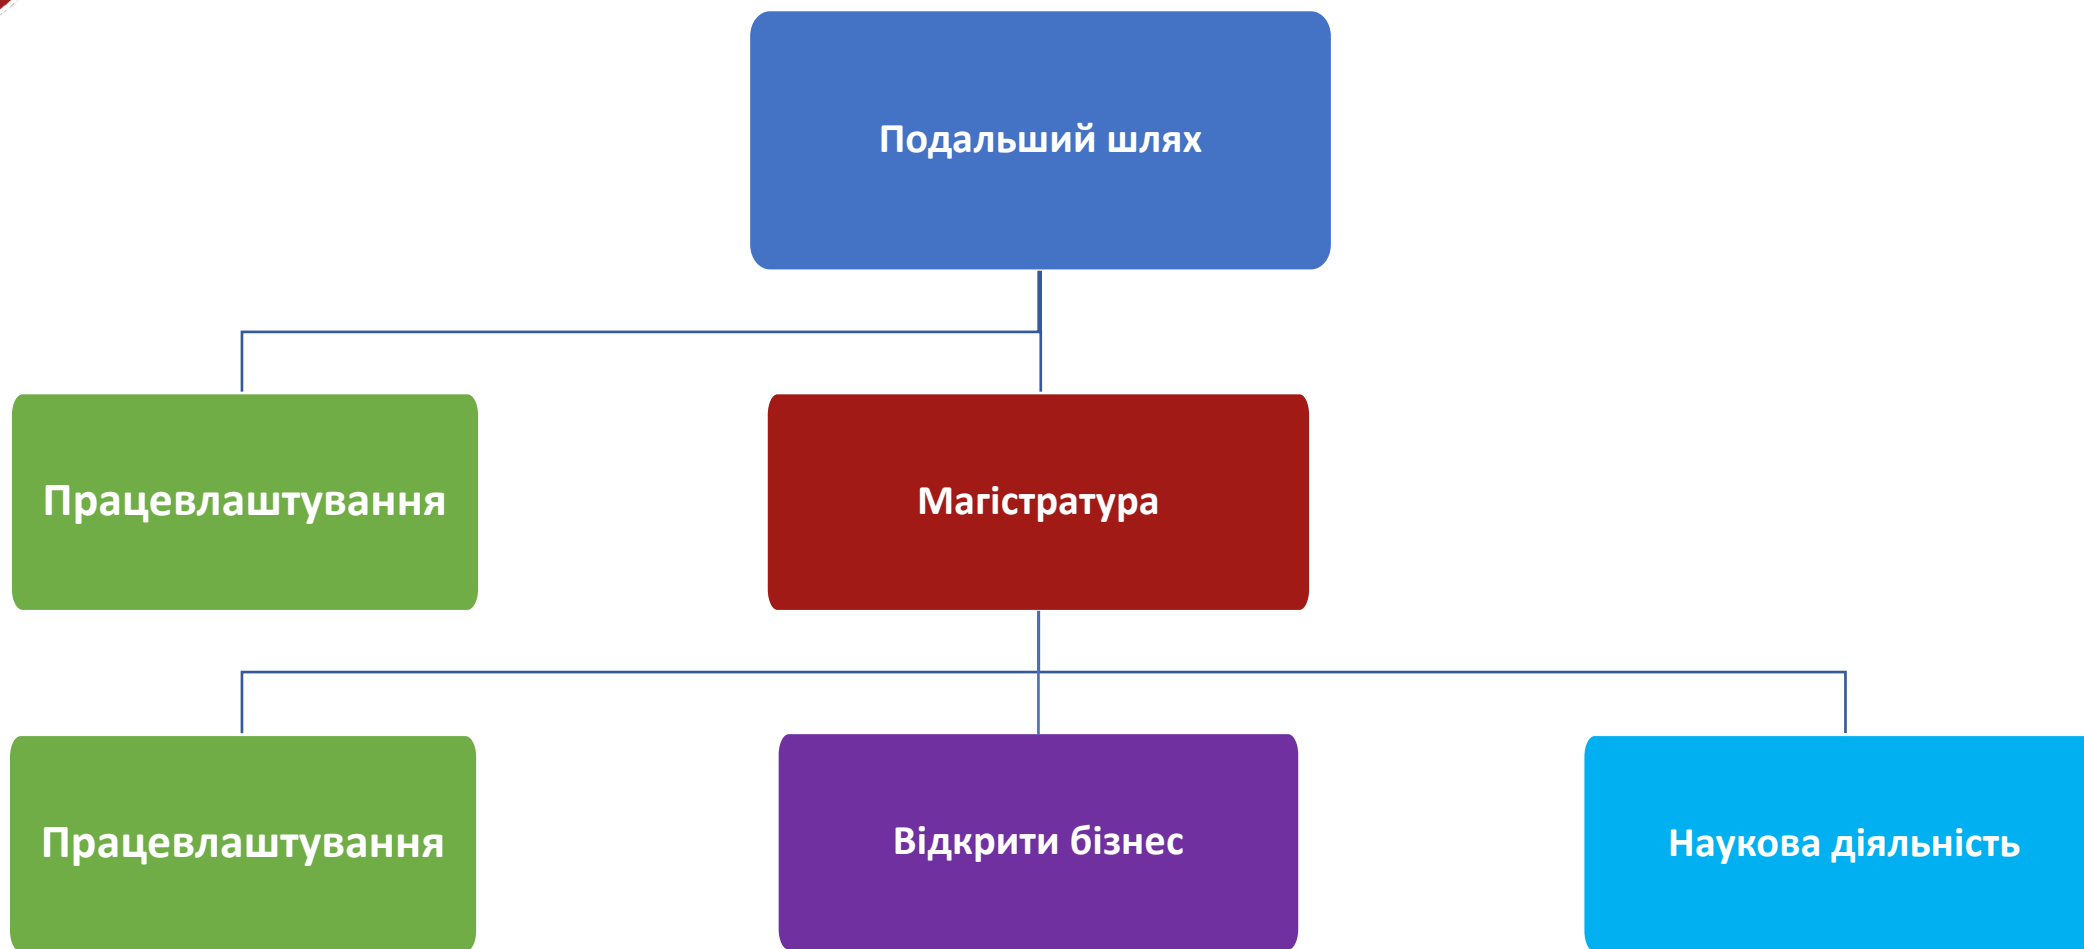 Подальший шлях
Працевлаштування
Магістратура
Працевлаштування
Відкрити бізнес
Наукова діяльність